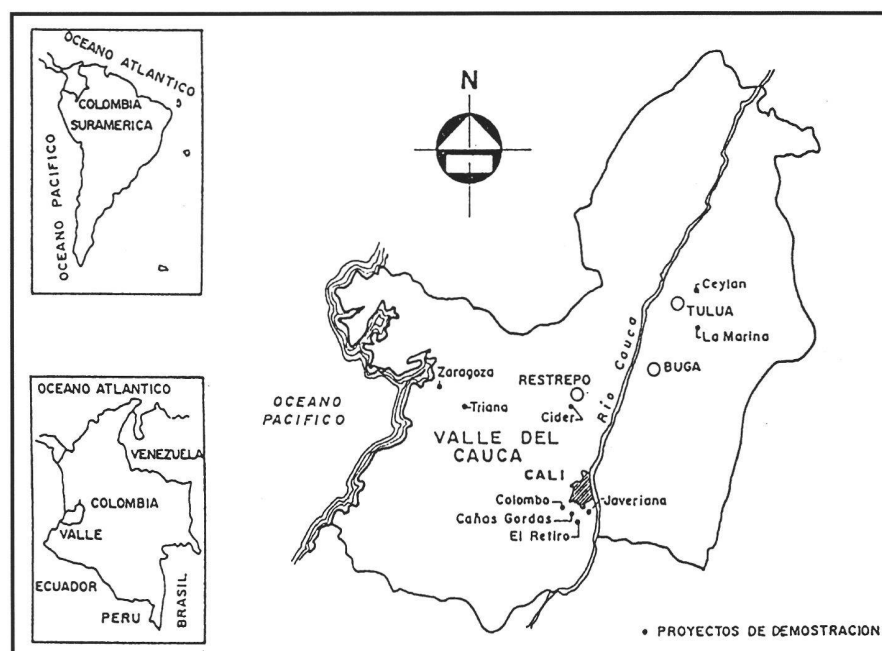 OCEANO ATLANTICO
COLOMBIA
SURAMERICA
OCEANO PACIFICO
OCEANO ATLANTICO
VENEZUELA
COLOMBIA
VALLE
ECUADOR
PERU
BRASIL
N
Ceylan
TULUA
La Marina
BUGA
Río Cauca
Zaragoza
RESTREPO
OCEANO
PACIFICO
Triana
Cider
VALLE DEL
CAUCA
CALI
Colombo
Javeriana
Cañas Gordas
El Retiro
• PROYECTOS DE DEMOSTRACION